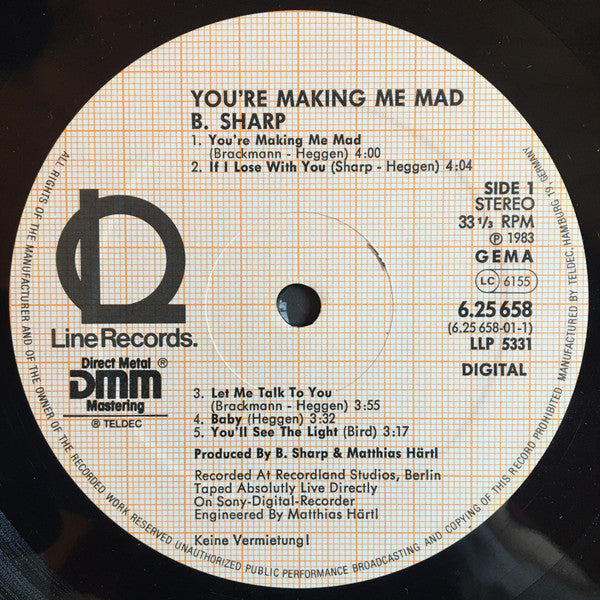 YOU'RE MAKING ME MAD
B. SHARP
1. You're Making Me Mad
(Brackmann - Heggen) 4:00
2. If I Lose With You (Sharp - Heggen) 4:04
SIDE 1
STEREO
33 1/3 RPM
Ⓟ 1983
GEMA
LC 6155
6.25 658
(6.25 658-01-1)
LLP 5331
DIGITAL
Line Records.
Direct Metal ®
DMM
Mastering
® TELDEC
3. Let Me Talk To You
(Brackmann - Heggen) 3:55
4. Baby (Heggen) 3:32
5. You'll See The Light (Bird) 3:17
Produced By B. Sharp & Matthias Härtl
Recorded At Recordland Studios, Berlin
Taped Absolutly Live Directly
On Sony-Digital-Recorder
Engineered By Matthias Härtl
Keine Vermietung!
ALL RIGHTS OF THE MANUFACTURER AND OF THE OWNER OF THE RECORDED WORK RESERVED UNAUTHORIZED PUBLIC PERFORMANCE BROADCASTING AND COPYING OF THIS RECORD PROHIBITED. MANUFACTURED BY TELDEC, HAMBURG 19, GERMANY